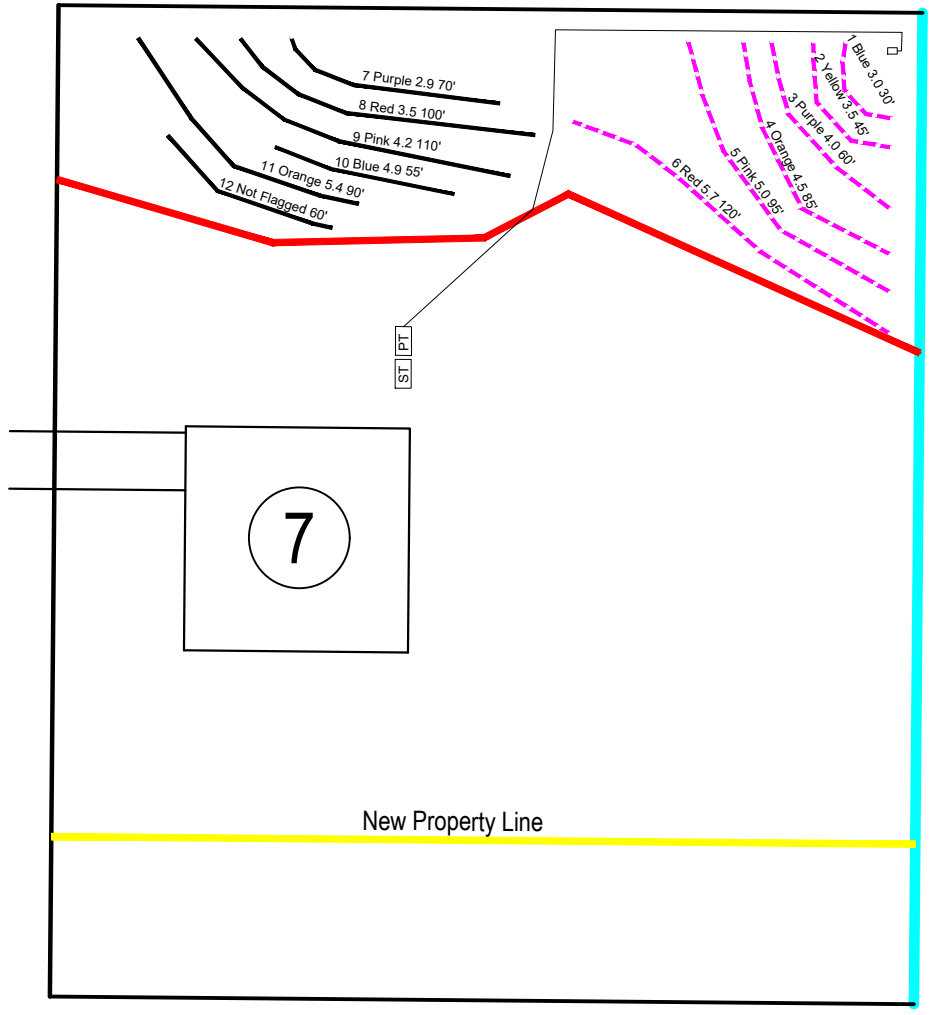 7 Purple 2.9 70'
8 Red 3.5 100'
9 Pink 4.2 110'
10 Blue 4.9 55'
11 Orange 5.4 90'
12 Not Flagged 60'
1 Blue 3.0 30'
2 Yellow 3.5 45'
3 Purple 4.0 60'
4 Orange 4.5 85'
5 Pink 5.0 95'
6 Red 5.7 120'
PT
ST
7
New Property Line